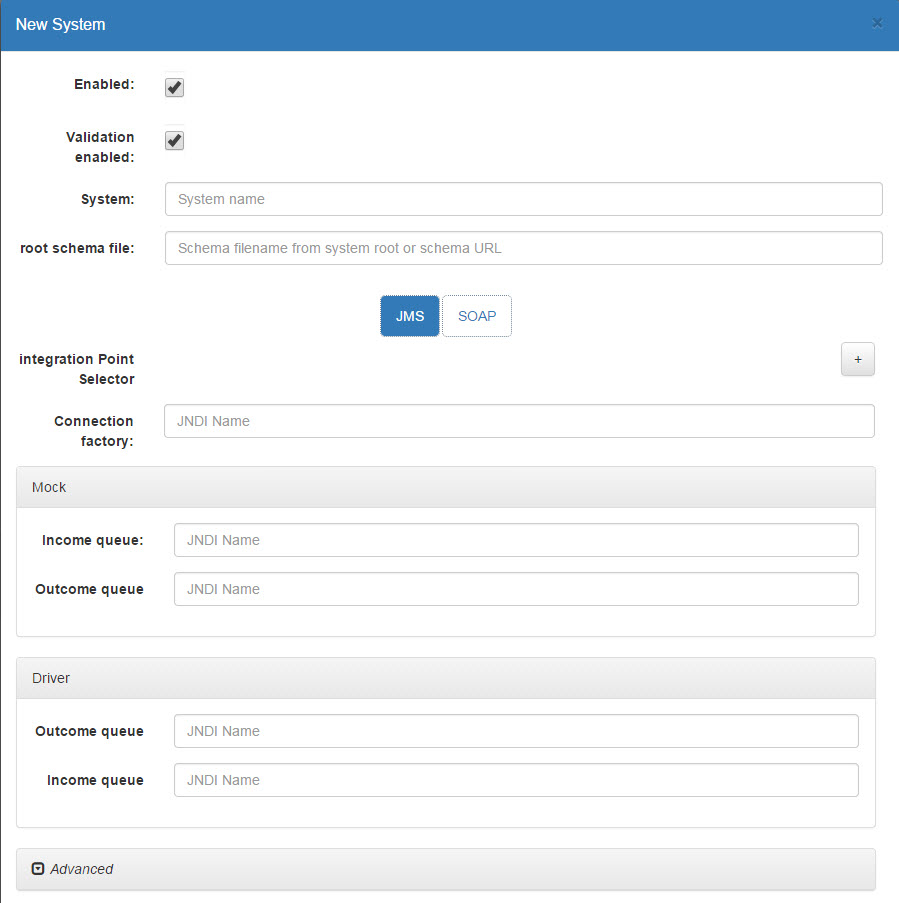 New System
×
Enabled:
Validation
enabled:
System:
System name
root schema file:
Schema filename from system root or schema URL
JMS
SOAP
integration Point
Selector
+
Connection
factory:
JNDI Name
Mock
Income queue:
JNDI Name
Outcome queue
JNDI Name
Driver
Outcome queue
JNDI Name
Income queue
JNDI Name
Advanced